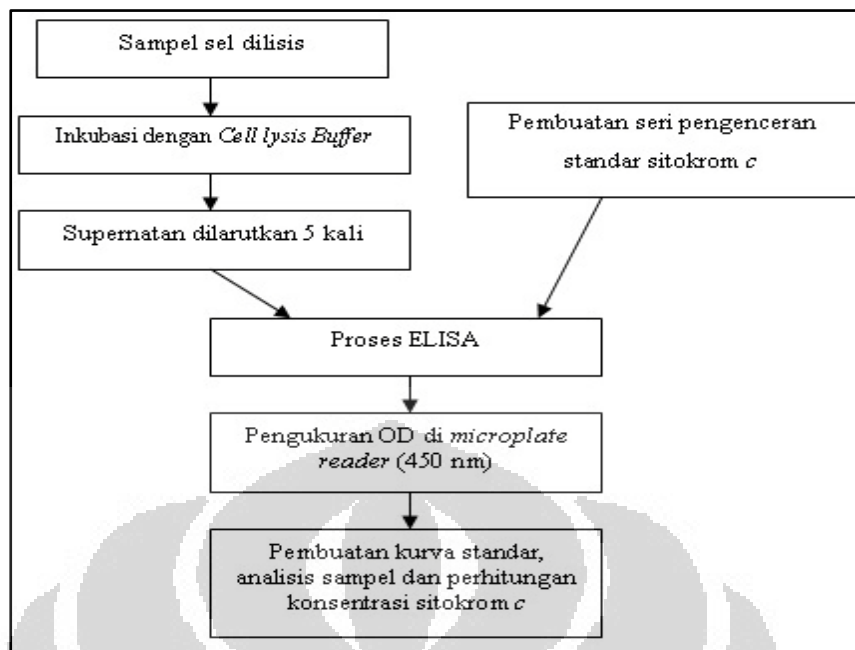 Sampel sel dilisis
Inkubasi dengan Cell lysis Buffer
Supernatan dilarutkan 5 kali
Pembuatan seri pengenceran
standar sitokrom c
Proses ELISA
Pengukuran OD di microplate
reader (450 nm)
Pembuatan kurva standar,
analisis sampel dan perhitungan
konsentrasi sitokrom c